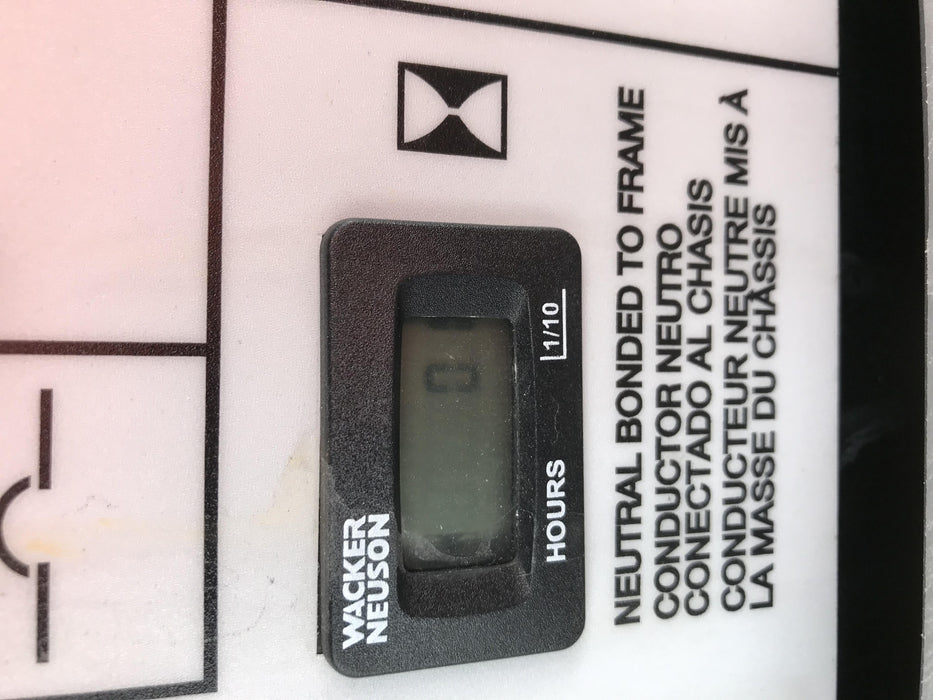 WACKER
NEUSON
0
HOURS
1/10
NEUTRAL BONDED TO FRAME
CONDUCTOR NEUTRO
CONECTADO AL CHASIS
CONDUCTEUR NEUTRE MIS À
LA MASSE DU CHÂSSIS